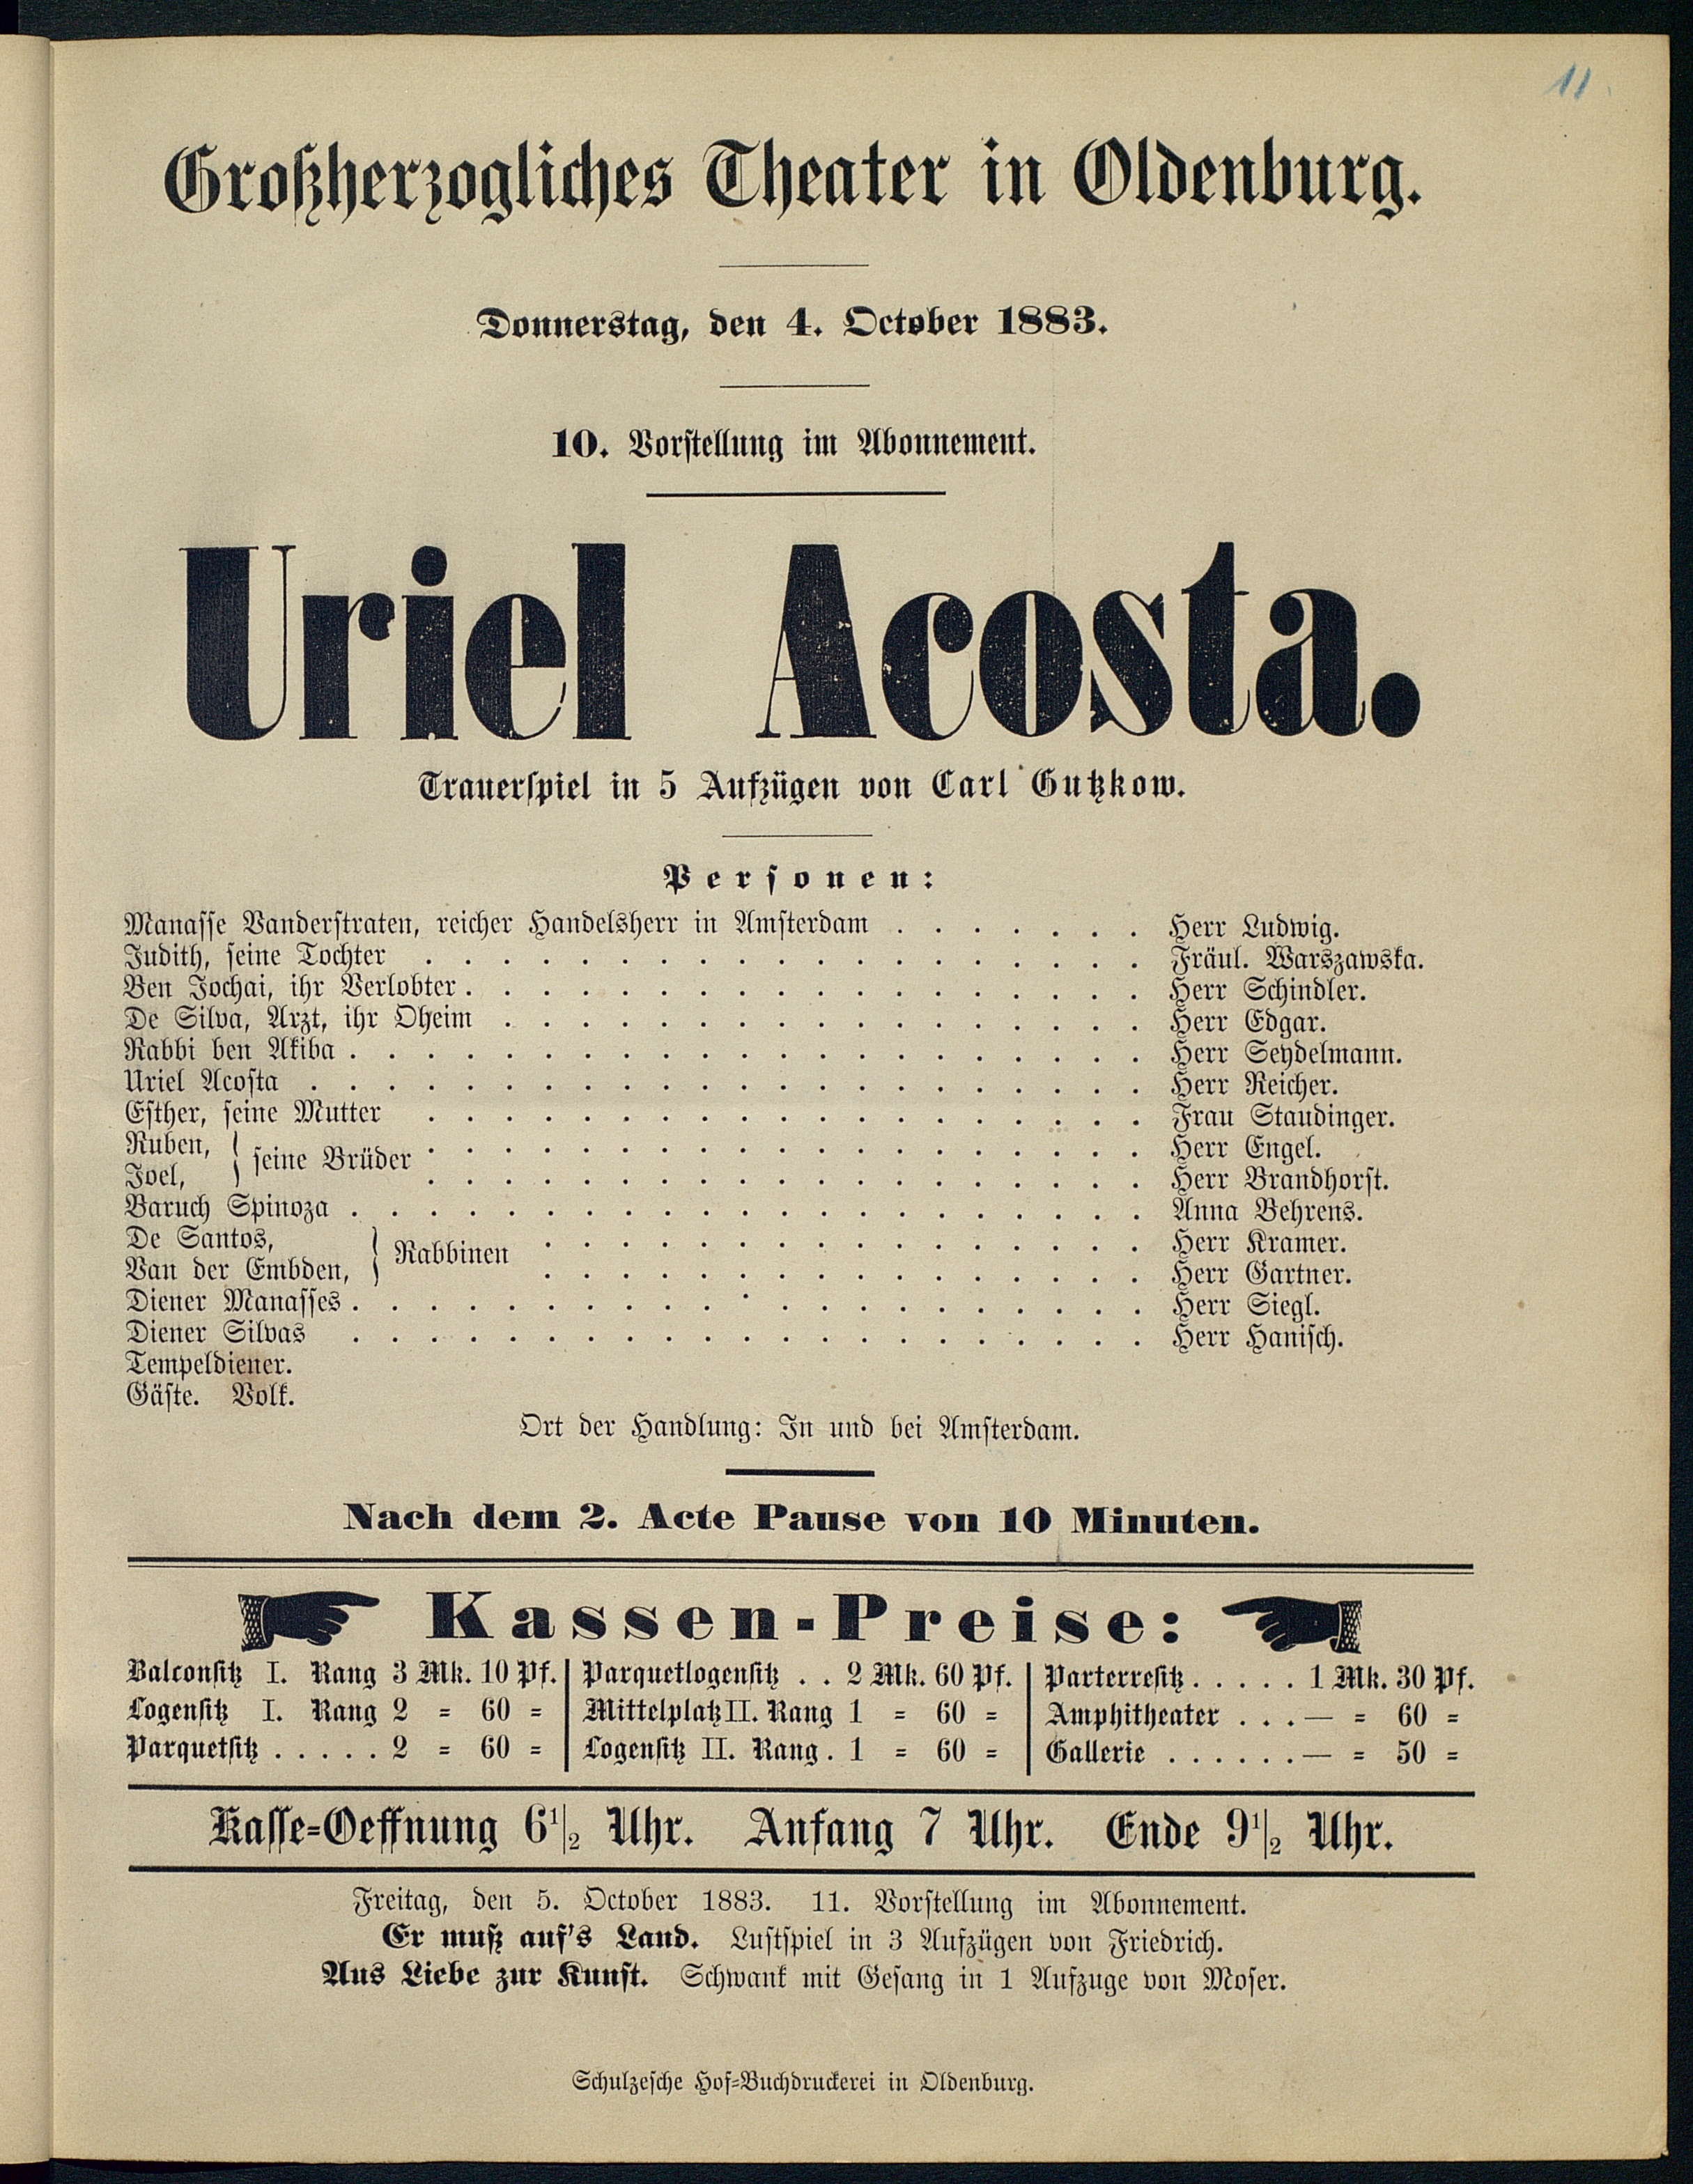 11.
Großherzogliches Theater in Oldenburg.
Donnerstag, den 4. October 1883.
10. Vorstellung im Abonnement.
Uriel Acosta.
Trauerspiel in 5 Aufzügen von Carl Gutzkow.
Personen:
Manasse Vanderstraten, reicher Handelsherr in Amsterdam . . . . . . . Herr Ludwig.
Judith, seine Tochter . . . . . . . . . . . . . . . . . . . Fräul. Warszawska.
Ben Jochai, ihr Verlobter . . . . . . . . . . . . . . . . . . Herr Schindler.
De Silva, Arzt, ihr Oheim . . . . . . . . . . . . . . . . . Herr Edgar.
Rabbi ben Akiba . . . . . . . . . . . . . . . . . . . . . Herr Seydelmann.
Uriel Acosta . . . . . . . . . . . . . . . . . . . . . . Herr Reicher.
Esther, seine Mutter . . . . . . . . . . . . . . . . . . . Frau Staudinger.
Ruben, } seine Brüder . . . . . . . . . . . . . . . . . . . Herr Engel.
Joel, . . . . . . . . . . . . . . . . . . . Herr Brandhorst.
Baruch Spinoza . . . . . . . . . . . . . . . . . . . . . Anna Behrens.
De Santos, } Rabbinen . . . . . . . . . . . . . . . . Herr Kramer.
Van der Embden, . . . . . . . . . . . . . . . . Herr Gartner.
Diener Manasses . . . . . . . . . . . . . . . . . . . . . Herr Siegl.
Diener Silvas . . . . . . . . . . . . . . . . . . . . . Herr Hanisch.
Tempeldiener.
Gäste. Volk.
Ort der Handlung: In und bei Amsterdam.
Nach dem 2. Acte Pause von 10 Minuten.
Kassen-Preise:
Balconsitz I. Rang 3 Mk. 10 Pf. | Parquetlogensitz . . 2 Mk. 60 Pf. | Parterresitz . . . . . 1 Mk. 30 Pf.
Logensitz I. Rang 2 = 60 = | Mittelplatz II. Rang 1 = 60 = | Amphitheater . . . — = 60 =
Parquetsitz . . . . . 2 = 60 = | Logensitz II. Rang . 1 = 60 = | Gallerie . . . . . . — = 50 =
Kasse-Oeffnung 6 1/2 Uhr. Anfang 7 Uhr. Ende 9 1/2 Uhr.
Freitag, den 5. October 1883. 11. Vorstellung im Abonnement.
Er muß auf's Land. Lustspiel in 3 Aufzügen von Friedrich.
Aus Liebe zur Kunst. Schwank mit Gesang in 1 Aufzuge von Moser.
Schulzesche Hof-Buchdruckerei in Oldenburg.